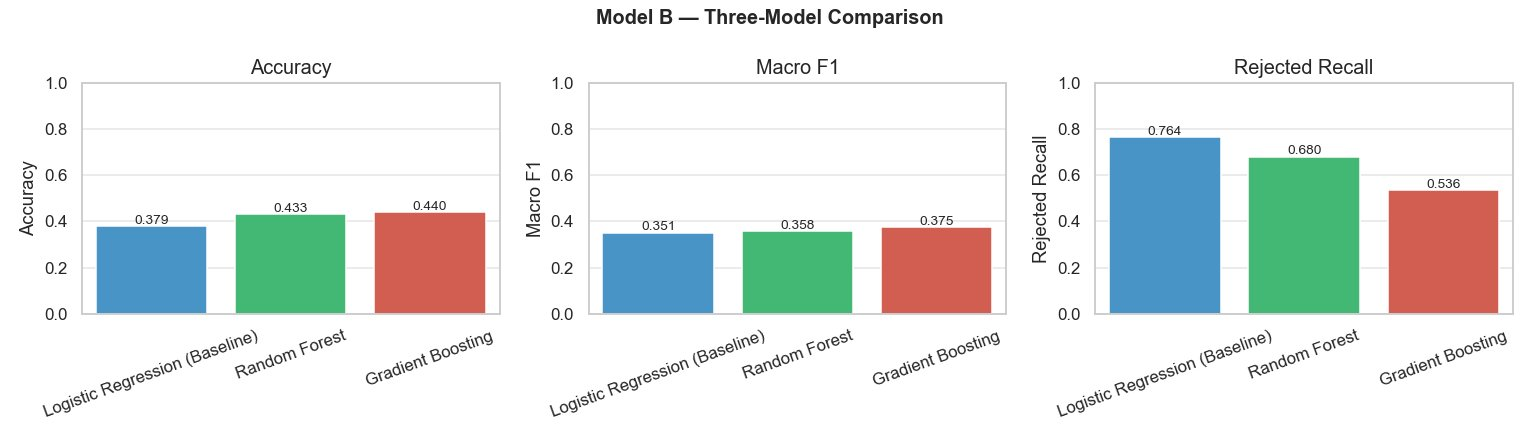 Model B — Three-Model Comparison
Accuracy
Accuracy
1.0
0.8
0.6
0.4
0.2
0.0
0.379
0.433
0.440
Logistic Regression (Baseline)
Random Forest
Gradient Boosting
Macro F1
Macro F1
1.0
0.8
0.6
0.4
0.2
0.0
0.351
0.358
0.375
Logistic Regression (Baseline)
Random Forest
Gradient Boosting
Rejected Recall
Rejected Recall
1.0
0.8
0.6
0.4
0.2
0.0
0.764
0.680
0.536
Logistic Regression (Baseline)
Random Forest
Gradient Boosting